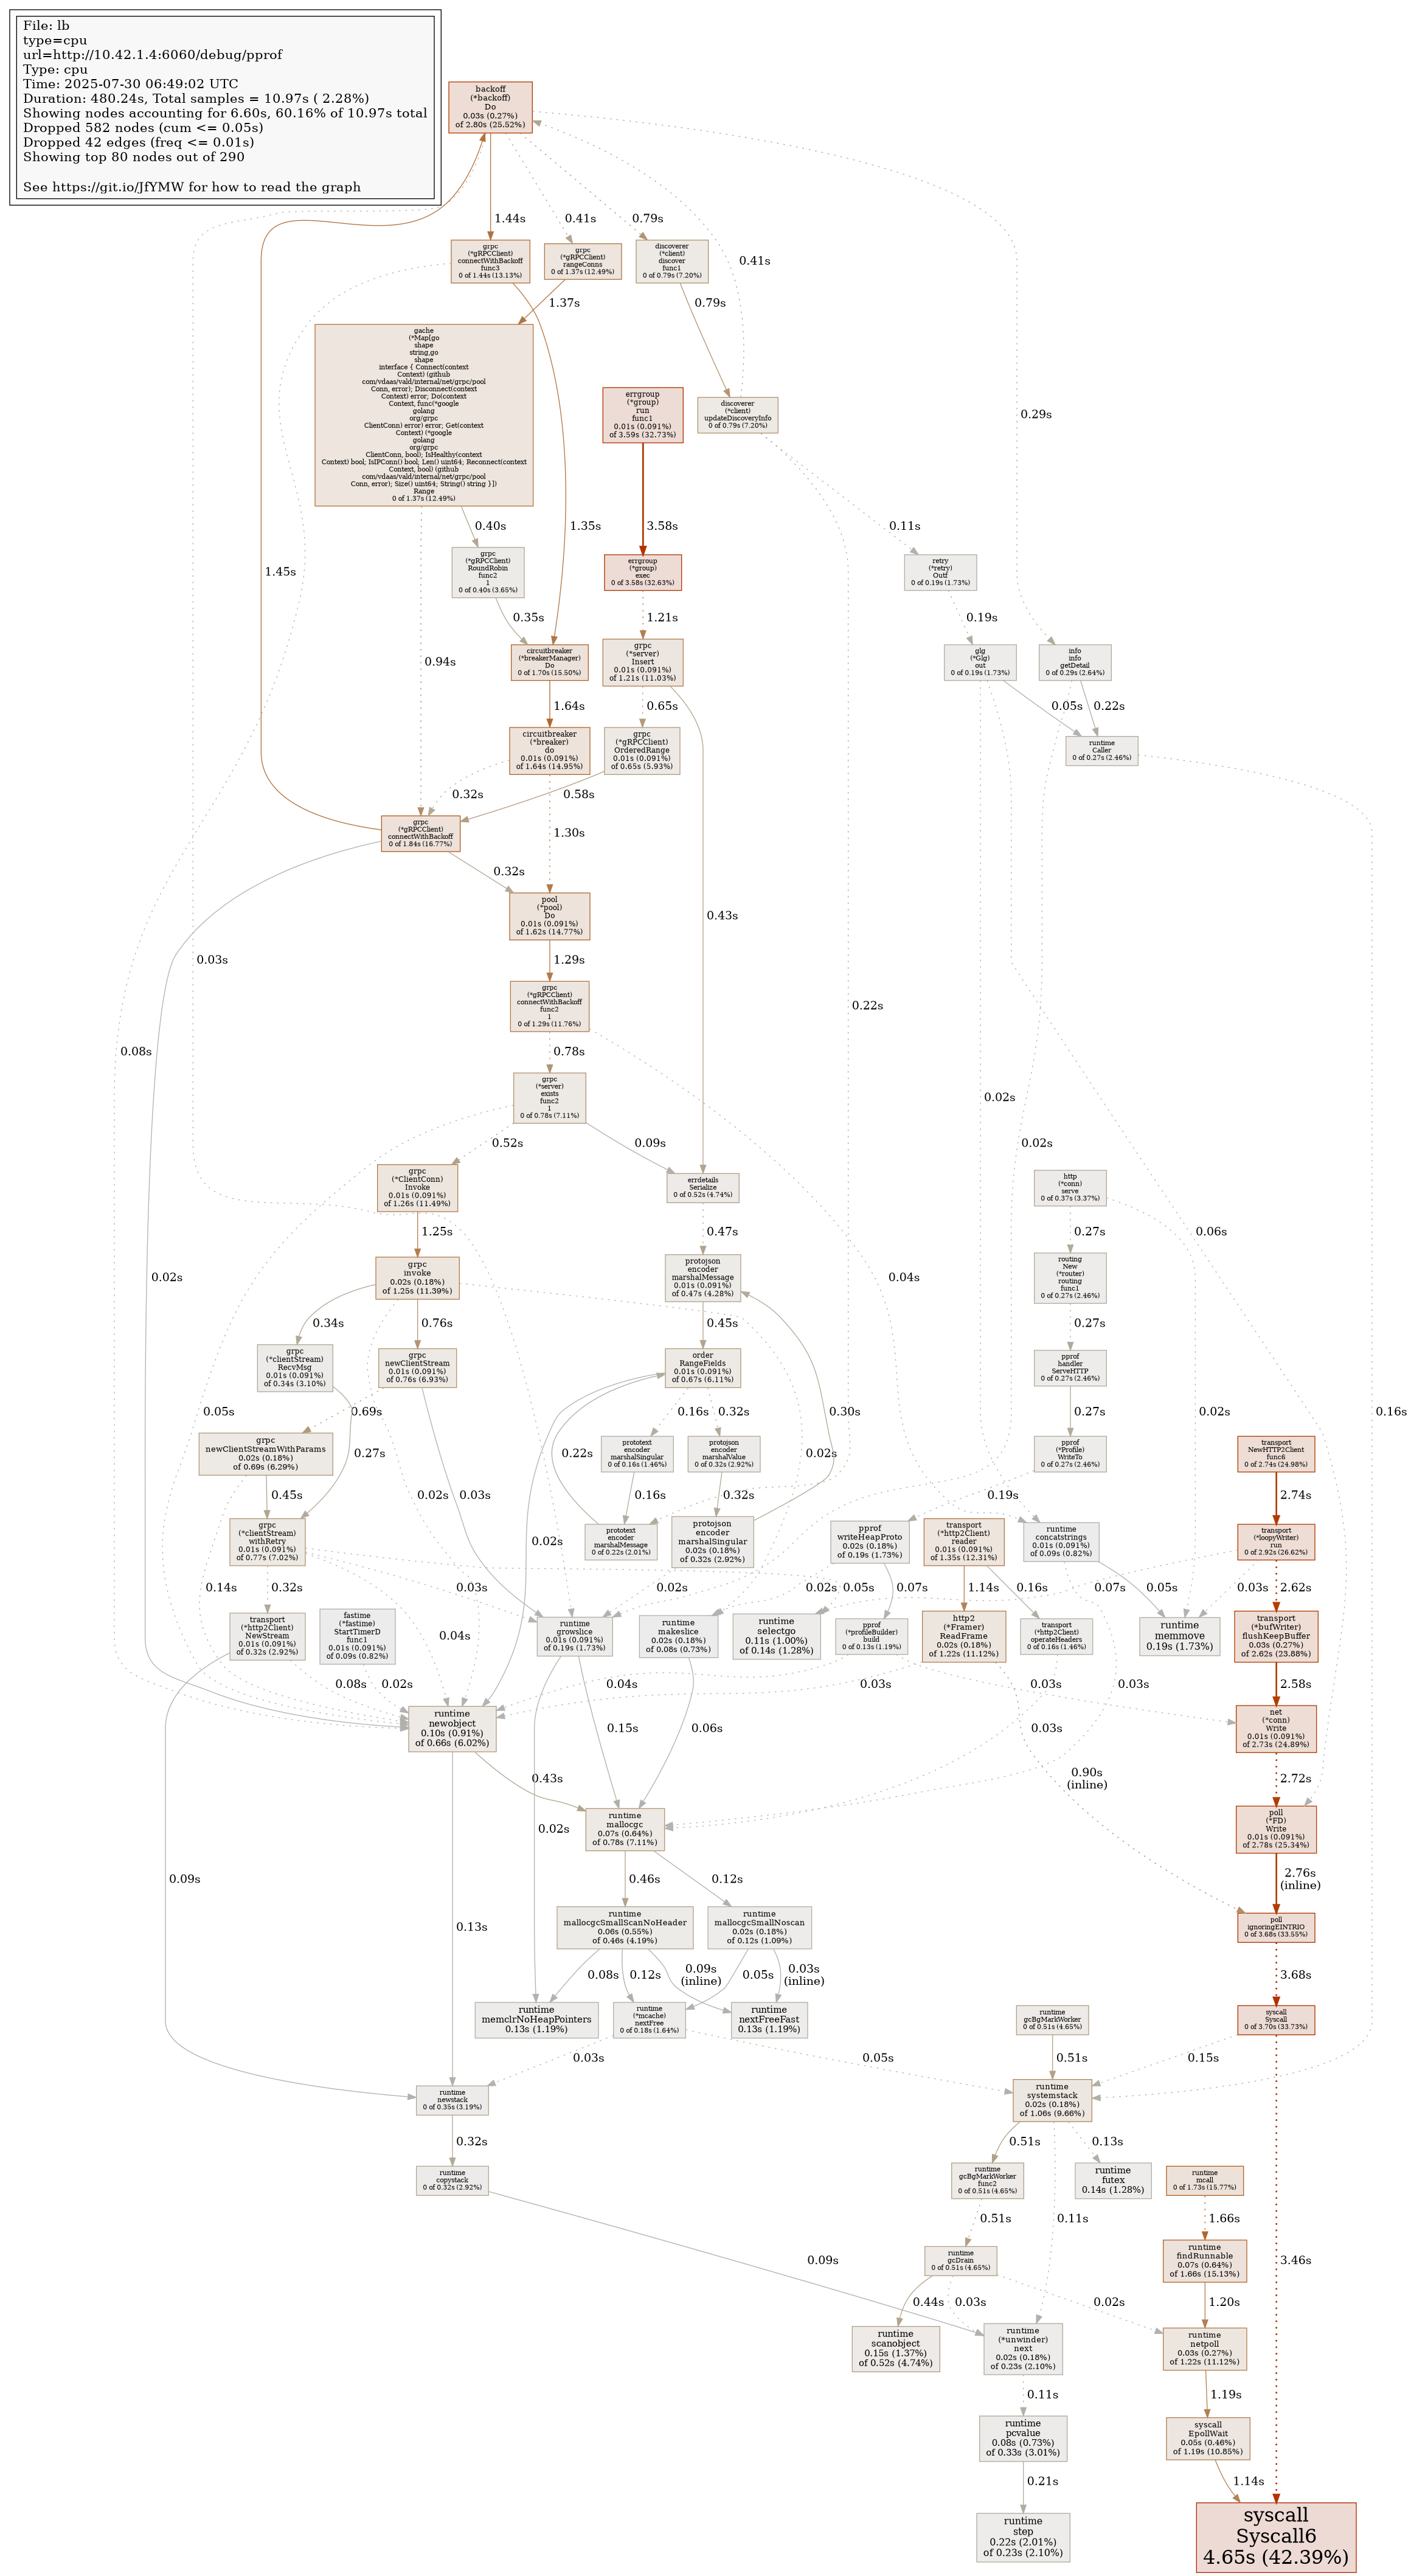 File: lb
type=cpu
url=http://10.42.1.4:6060/debug/pprof
Type: cpu
Time: 2025-07-30 06:49:02 UTC
Duration: 480.24s, Total samples = 10.97s ( 2.28%)
Showing nodes accounting for 6.60s, 60.16% of 10.97s total
Dropped 582 nodes (cum <= 0.05s)
Dropped 42 edges (freq <= 0.01s)
Showing top 80 nodes out of 290
See https://git.io/JfYMW for how to read the graph
backoff
(*backoff)
Do
0.03s (0.27%)
of 2.80s (25.52%)
1.44s
0.41s
0.79s
0.41s
grpc
(*gRPCClient)
connectWithBackoff
func3
0 of 1.44s (13.13%)
grpc
(*gRPCClient)
rangeConns
0 of 1.37s (12.49%)
discoverer
(*client)
discover
func1
0 of 0.79s (7.20%)
1.37s
0.79s
gache
(*Map[go
shape
string,go
shape
interface { Connect(context
Context) (github
com/vdaas/vald/internal/net/grpc/pool
Conn, error); Disconnect(context
Context) error; Do(context
Context, func(*google
golang
org/grpc
ClientConn) error) error; Get(context
Context) (*google
golang
org/grpc
ClientConn, bool); IsHealthy(context
Context) bool; IsIPConn() bool; Len() uint64; Reconnect(context
Context, bool) (github
com/vdaas/vald/internal/net/grpc/pool
Conn, error); Size() uint64; String() string }])
Range
0 of 1.37s (12.49%)
errgroup
(*group)
run
func1
0.01s (0.091%)
of 3.59s (32.73%)
discoverer
(*client)
updateDiscoveryInfo
0 of 0.79s (7.20%)
0.29s
0.40s
1.35s
3.58s
0.11s
1.45s
grpc
(*gRPCClient)
RoundRobin
func2
1
0 of 0.40s (3.65%)
errgroup
(*group)
exec
0 of 3.58s (32.63%)
retry
(*retry)
Outf
0 of 0.19s (1.73%)
0.35s
1.21s
0.19s
0.94s
circuitbreaker
(*breakerManager)
Do
0 of 1.70s (15.50%)
grpc
(*server)
Insert
0.01s (0.091%)
of 1.21s (11.03%)
glg
(*Glg)
out
0 of 0.19s (1.73%)
info
info
getDetail
0 of 0.29s (2.64%)
1.64s
0.65s
0.05s
0.22s
circuitbreaker
(*breaker)
do
0.01s (0.091%)
of 1.64s (14.95%)
grpc
(*gRPCClient)
OrderedRange
0.01s (0.091%)
of 0.65s (5.93%)
runtime
Caller
0 of 0.27s (2.46%)
0.32s
0.58s
1.30s
grpc
(*gRPCClient)
connectWithBackoff
0 of 1.84s (16.77%)
0.32s
pool
(*pool)
Do
0.01s (0.091%)
of 1.62s (14.77%)
0.43s
0.03s
1.29s
grpc
(*gRPCClient)
connectWithBackoff
func2
1
0 of 1.29s (11.76%)
0.22s
0.08s
0.78s
grpc
(*server)
exists
func2
1
0 of 0.78s (7.11%)
0.02s
0.52s
0.09s
0.02s
grpc
(*ClientConn)
Invoke
0.01s (0.091%)
of 1.26s (11.49%)
errdetails
Serialize
0 of 0.52s (4.74%)
http
(*conn)
serve
0 of 0.37s (3.37%)
1.25s
0.47s
0.27s
0.06s
0.02s
grpc
invoke
0.02s (0.18%)
of 1.25s (11.39%)
protojson
encoder
marshalMessage
0.01s (0.091%)
of 0.47s (4.28%)
0.04s
routing
New
(*router)
routing
func1
0 of 0.27s (2.46%)
0.34s
0.76s
0.45s
0.27s
grpc
(*clientStream)
RecvMsg
0.01s (0.091%)
of 0.34s (3.10%)
grpc
newClientStream
0.01s (0.091%)
of 0.76s (6.93%)
order
RangeFields
0.01s (0.091%)
of 0.67s (6.11%)
pprof
handler
ServeHTTP
0 of 0.27s (2.46%)
0.05s
0.69s
0.16s
0.32s
0.30s
0.27s
0.02s
0.16s
grpc
newClientStreamWithParams
0.02s (0.18%)
of 0.69s (6.29%)
0.27s
0.22s
prototext
encoder
marshalSingular
0 of 0.16s (1.46%)
protojson
encoder
marshalValue
0 of 0.32s (2.92%)
0.02s
pprof
(*Profile)
WriteTo
0 of 0.27s (2.46%)
transport
NewHTTP2Client
func6
0 of 2.74s (24.98%)
0.45s
0.02s
0.03s
0.16s
0.32s
0.19s
2.74s
grpc
(*clientStream)
withRetry
0.01s (0.091%)
of 0.77s (7.02%)
0.02s
prototext
encoder
marshalMessage
0 of 0.22s (2.01%)
protojson
encoder
marshalSingular
0.02s (0.18%)
of 0.32s (2.92%)
pprof
writeHeapProto
0.02s (0.18%)
of 0.19s (1.73%)
transport
(*http2Client)
reader
0.01s (0.091%)
of 1.35s (12.31%)
runtime
concatstrings
0.01s (0.091%)
of 0.09s (0.82%)
transport
(*loopyWriter)
run
0 of 2.92s (26.62%)
0.14s
0.32s
0.03s
0.02s
0.02s
0.05s
0.07s
1.14s
0.16s
0.07s
0.05s
0.03s
2.62s
transport
(*http2Client)
NewStream
0.01s (0.091%)
of 0.32s (2.92%)
fastime
(*fastime)
StartTimerD
func1
0.01s (0.091%)
of 0.09s (0.82%)
runtime
growslice
0.01s (0.091%)
of 0.19s (1.73%)
runtime
makeslice
0.02s (0.18%)
of 0.08s (0.73%)
runtime
selectgo
0.11s (1.00%)
of 0.14s (1.28%)
pprof
(*profileBuilder)
build
0 of 0.13s (1.19%)
http2
(*Framer)
ReadFrame
0.02s (0.18%)
of 1.22s (11.12%)
transport
(*http2Client)
operateHeaders
0 of 0.16s (1.46%)
runtime
memmove
0.19s (1.73%)
transport
(*bufWriter)
flushKeepBuffer
0.03s (0.27%)
of 2.62s (23.88%)
0.04s
0.08s
0.02s
0.04s
0.03s
0.03s
0.03s
2.58s
runtime
newobject
0.10s (0.91%)
of 0.66s (6.02%)
0.15s
0.06s
0.03s
net
(*conn)
Write
0.01s (0.091%)
of 2.73s (24.89%)
0.43s
0.90s
(inline)
2.72s
runtime
mallocgc
0.07s (0.64%)
of 0.78s (7.11%)
0.02s
poll
(*FD)
Write
0.01s (0.091%)
of 2.78s (25.34%)
0.09s
0.46s
0.12s
2.76s
(inline)
0.13s
runtime
mallocgcSmallScanNoHeader
0.06s (0.55%)
of 0.46s (4.19%)
runtime
mallocgcSmallNoscan
0.02s (0.18%)
of 0.12s (1.09%)
poll
ignoringEINTRIO
0 of 3.68s (33.55%)
0.08s
0.12s
0.09s
(inline)
0.05s
0.03s
(inline)
3.68s
runtime
memclrNoHeapPointers
0.13s (1.19%)
runtime
(*mcache)
nextFree
0 of 0.18s (1.64%)
runtime
nextFreeFast
0.13s (1.19%)
runtime
gcBgMarkWorker
0 of 0.51s (4.65%)
syscall
Syscall
0 of 3.70s (33.73%)
0.03s
0.05s
0.51s
0.15s
runtime
newstack
0 of 0.35s (3.19%)
runtime
systemstack
0.02s (0.18%)
of 1.06s (9.66%)
0.32s
0.51s
0.13s
runtime
copystack
0 of 0.32s (2.92%)
runtime
gcBgMarkWorker
func2
0 of 0.51s (4.65%)
runtime
futex
0.14s (1.28%)
runtime
mcall
0 of 1.73s (15.77%)
0.51s
0.11s
1.66s
0.09s
runtime
gcDrain
0 of 0.51s (4.65%)
runtime
findRunnable
0.07s (0.64%)
of 1.66s (15.13%)
3.46s
0.44s
0.03s
0.02s
1.20s
runtime
scanobject
0.15s (1.37%)
of 0.52s (4.74%)
runtime
(*unwinder)
next
0.02s (0.18%)
of 0.23s (2.10%)
runtime
netpoll
0.03s (0.27%)
of 1.22s (11.12%)
0.11s
1.19s
runtime
pcvalue
0.08s (0.73%)
of 0.33s (3.01%)
syscall
EpollWait
0.05s (0.46%)
of 1.19s (10.85%)
0.21s
1.14s
runtime
step
0.22s (2.01%)
of 0.23s (2.10%)
syscall
Syscall6
4.65s (42.39%)